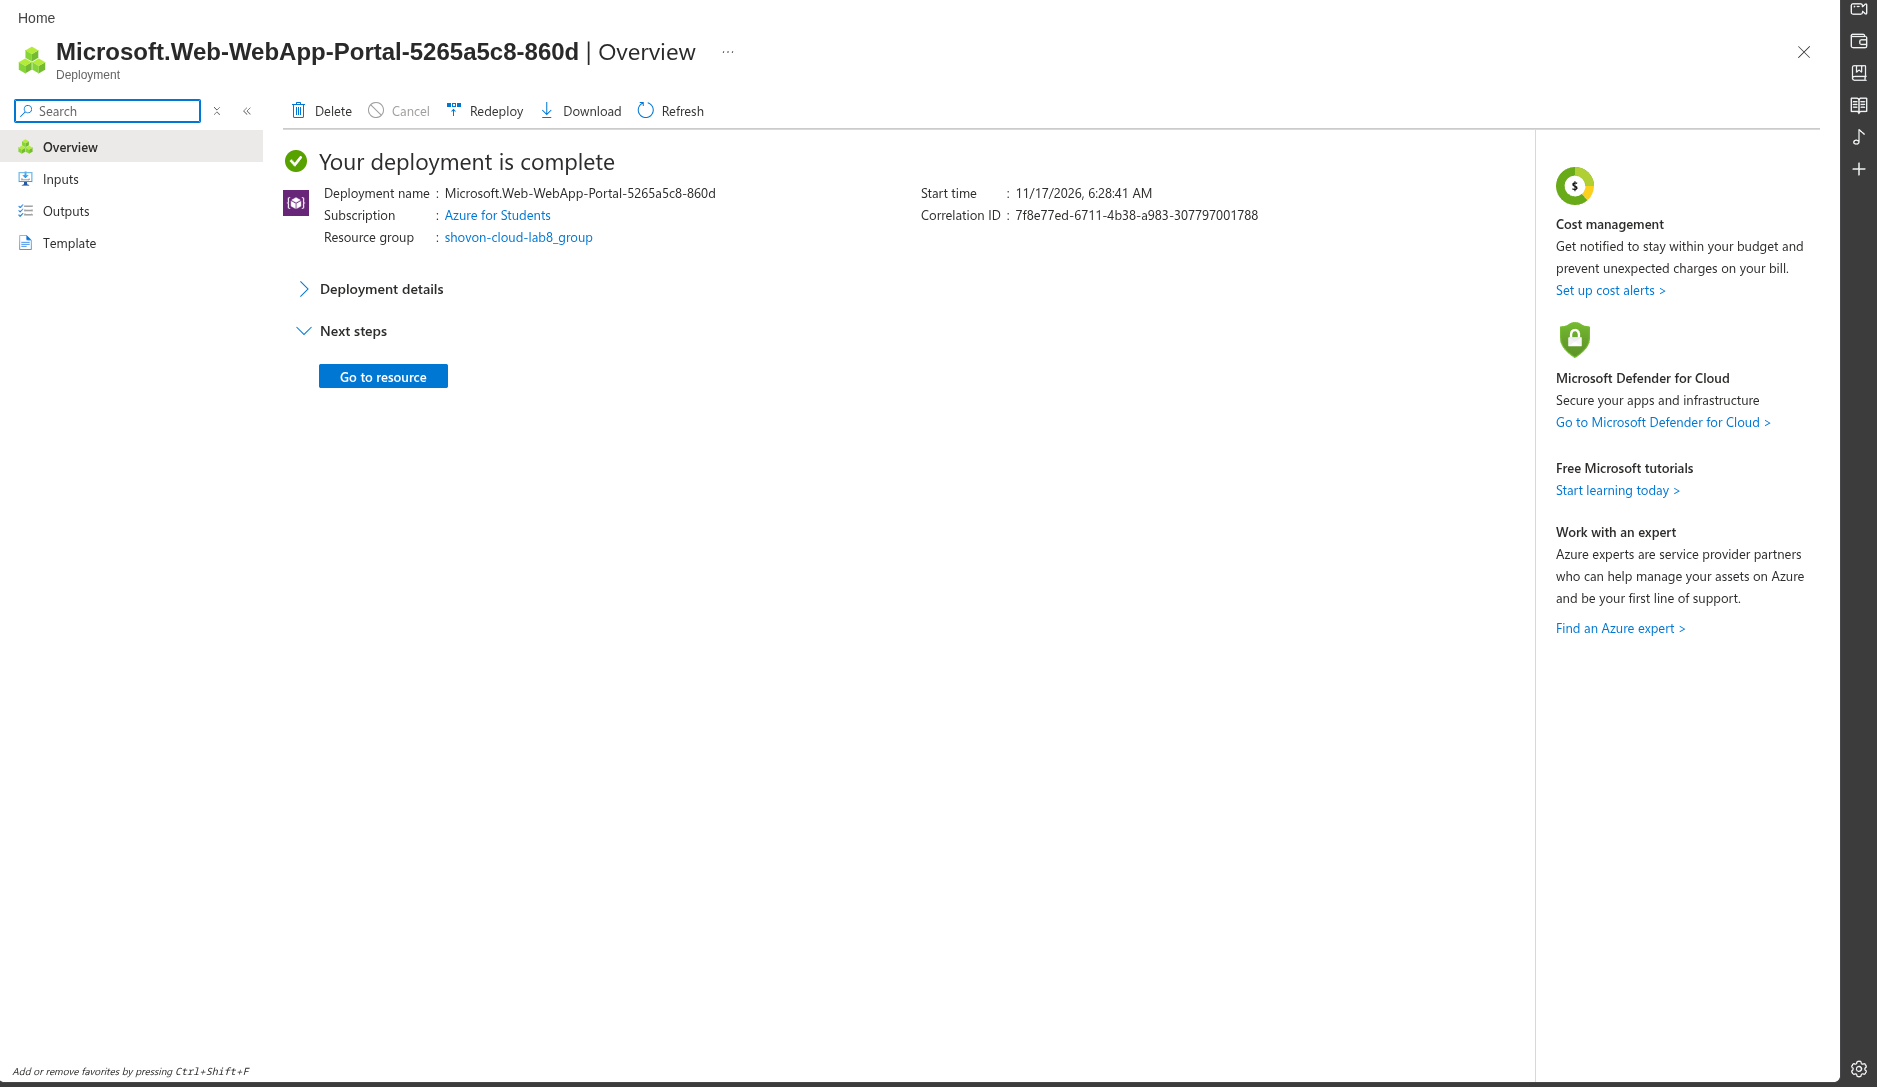 Home
Microsoft.Web-WebApp-Portal-5265a5c8-860d | Overview ...
Deployment
Search
Overview
Inputs
Outputs
Template
Delete Cancel Redeploy Download Refresh
Your deployment is complete
Deployment name : Microsoft.Web-WebApp-Portal-5265a5c8-860d
Subscription : Azure for Students
Resource group : shovon-cloud-lab8_group
Start time : 11/17/2026, 6:28:41 AM
Correlation ID : 7f8e77ed-6711-4b38-a983-307797001788
Deployment details
Next steps
Go to resource
$
Cost management
Get notified to stay within your budget and
prevent unexpected charges on your bill.
Set up cost alerts >
Microsoft Defender for Cloud
Secure your apps and infrastructure
Go to Microsoft Defender for Cloud >
Free Microsoft tutorials
Start learning today >
Work with an expert
Azure experts are service provider partners
who can help manage your assets on Azure
and be your first line of support.
Find an Azure expert >
Add or remove favorites by pressing Ctrl+Shift+F